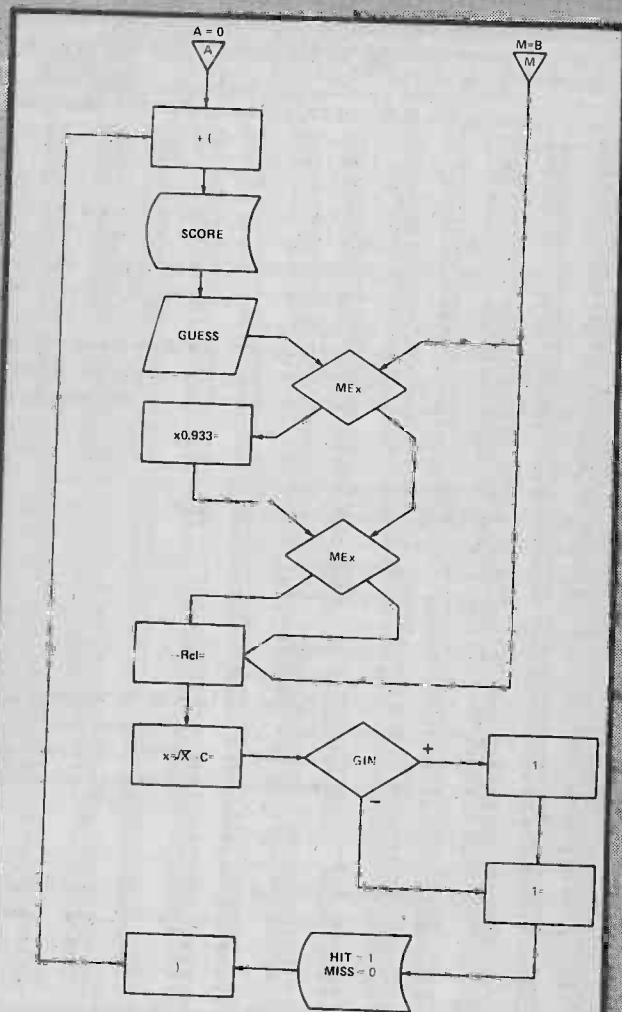 A = 0
A
M=B
M
+ (
SCORE
GUESS
MEx
x0.933=
MEx
-Rcl=
x=√X -C=
GIN
+
-
1-
1=
HIT = 1
MISS = 0
)